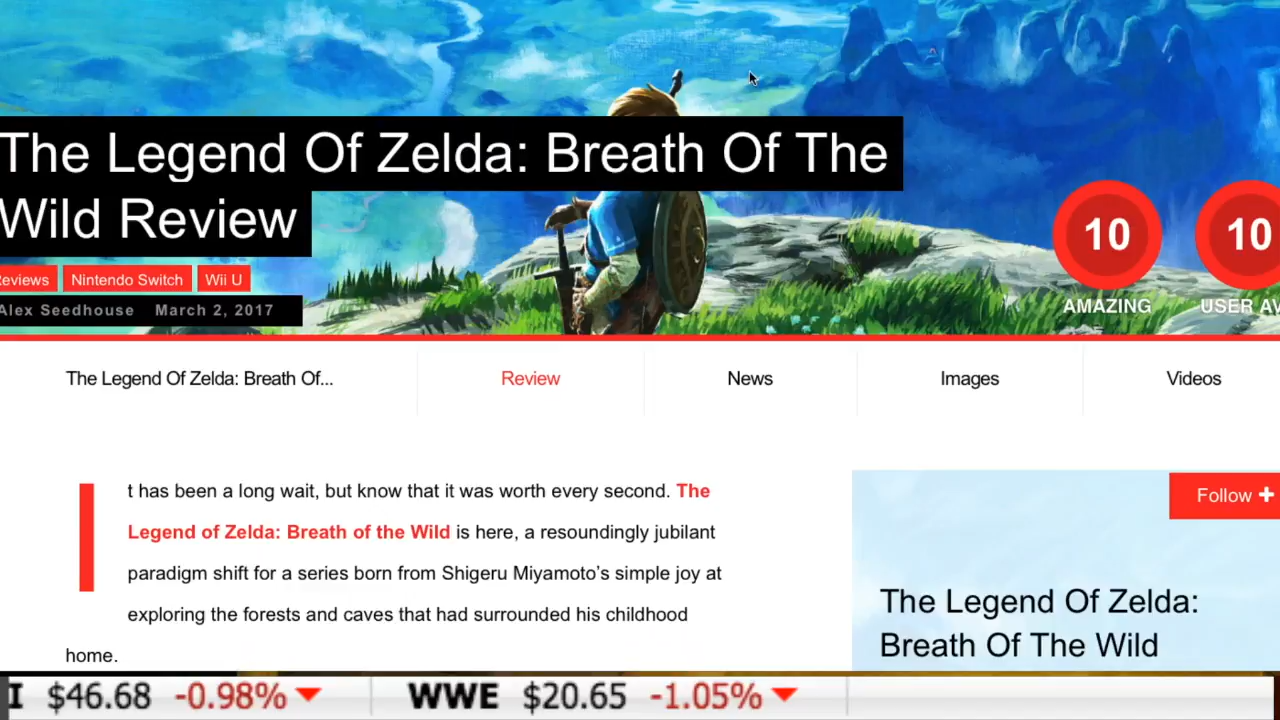 The Legend Of Zelda: Breath Of The
Wild Review
10
10
Reviews Nintendo Switch Wii U
AMAZING
USER AV
Alex Seedhouse March 2, 2017
The Legend Of Zelda: Breath Of...
Review
News
Images
Videos
It has been a long wait, but know that it was worth every second. The
Legend of Zelda: Breath of the Wild is here, a resoundingly jubilant
paradigm shift for a series born from Shigeru Miyamoto’s simple joy at
exploring the forests and caves that had surrounded his childhood
home.
Follow +
The Legend Of Zelda:
Breath Of The Wild
I $46.68 -0.98% WWE $20.65 -1.05%